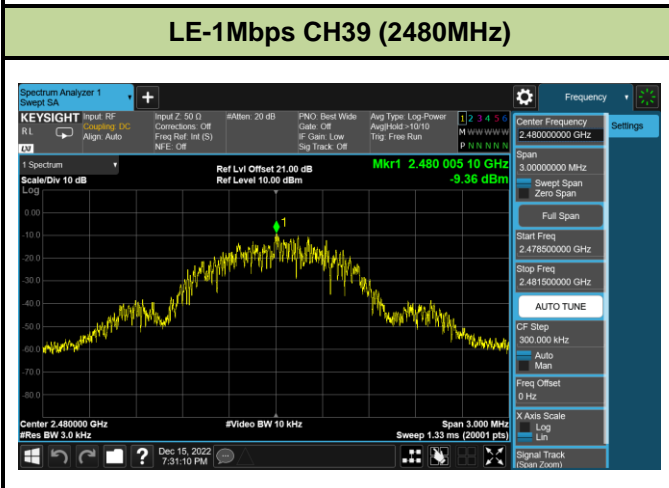 LE-1Mbps CH39 (2480MHz)
Spectrum Analyzer 1
Swept SA
+
Frequency
KEYSIGHT
RL
LXI
Input: RF
Coupling: DC
Align: Auto
Input Z: 50 Ω
Corrections: Off
Freq Ref: Int (S)
NFE: Off
#Atten: 20 dB
PNO: Best Wide
Gate: Off
IF Gain: Low
Sig Track: Off
Avg Type: Log-Power
Avg|Hold:>10/10
Trig: Free Run
1 2 3 4 5 6
M W W W W W
P N N N N N
1 Spectrum
Scale/Div 10 dB
Log
Ref Lvl Offset 21.00 dB
Ref Level 10.00 dBm
Mkr1 2.480 005 10 GHz
-9.36 dBm
1
0.00
-10.0
-20.0
-30.0
-40.0
-50.0
-60.0
-70.0
-80.0
Center 2.480000 GHz
#Res BW 3.0 kHz
#Video BW 10 kHz
Span 3.000 MHz
Sweep 1.33 ms (20001 pts)
Settings
Center Frequency
2.480000000 GHz
Span
3.00000000 MHz
Swept Span
Zero Span
Full Span
Start Freq
2.478500000 GHz
Stop Freq
2.481500000 GHz
AUTO TUNE
CF Step
300.000 kHz
Auto
Man
Freq Offset
0 Hz
X Axis Scale
Log
Lin
Signal Track
(Span Zoom)
?
Dec 15, 2022
7:31:10 PM